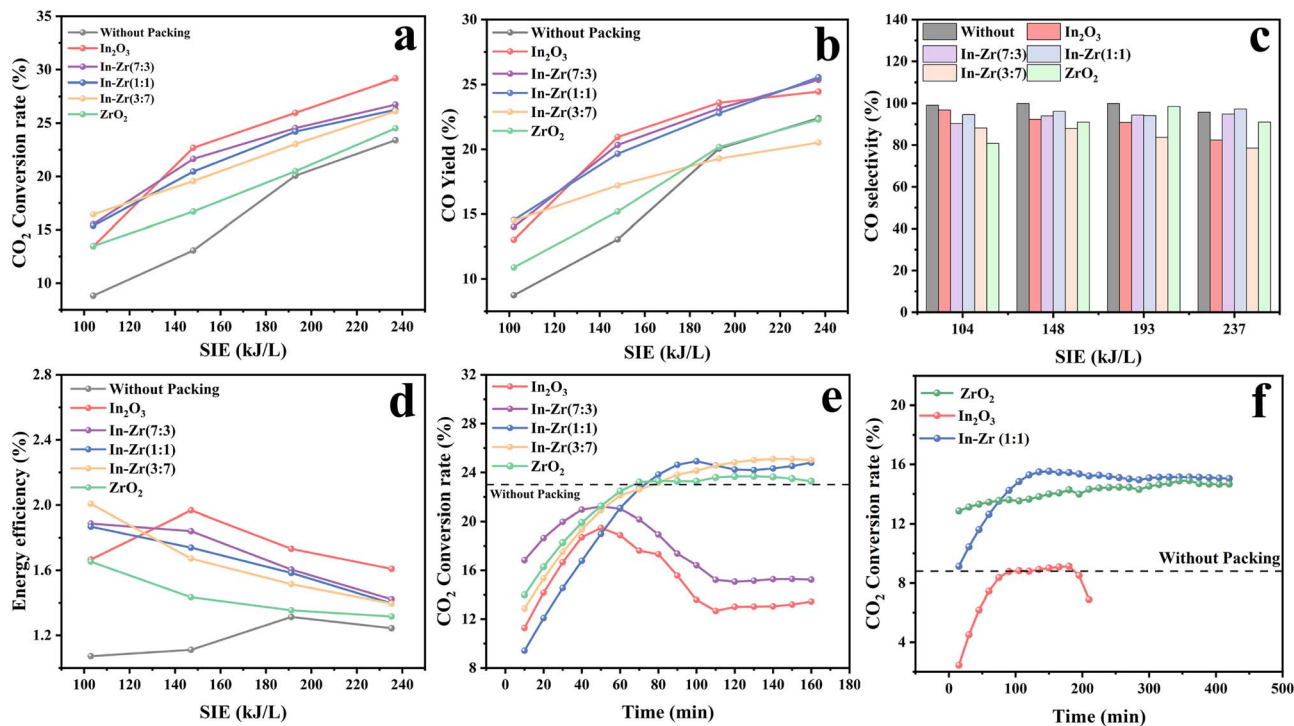 a
CO₂ Conversion rate (%)
35
30
25
20
15
10
Without Packing
In₂O₃
In-Zr(7:3)
In-Zr(1:1)
In-Zr(3:7)
ZrO₂
100 120 140 160 180 200 220 240
SIE (kJ/L)
b
CO Yield (%)
30
25
20
15
10
Without Packing
In₂O₃
In-Zr(7:3)
In-Zr(1:1)
In-Zr(3:7)
ZrO₂
100 120 140 160 180 200 220 240
SIE (kJ/L)
c
CO selectivity (%)
140
120
100
80
60
40
20
0
Without In₂O₃
In-Zr(7:3) In-Zr(1:1)
In-Zr(3:7) ZrO₂
104 148 193 237
SIE (kJ/L)
d
Energy efficiency (%)
2.8
2.4
2.0
1.6
1.2
Without Packing
In₂O₃
In-Zr(7:3)
In-Zr(1:1)
In-Zr(3:7)
ZrO₂
100 120 140 160 180 200 220 240
SIE (kJ/L)
e
CO₂ Conversion rate (%)
32
28
24
20
16
12
8
In₂O₃
In-Zr(7:3)
In-Zr(1:1)
In-Zr(3:7)
ZrO₂
Without Packing
0 20 40 60 80 100 120 140 160 180
Time (min)
f
CO₂ Conversion rate (%)
20
16
12
8
4
ZrO₂
In₂O₃
In-Zr (1:1)
Without Packing
0 100 200 300 400 500
Time (min)